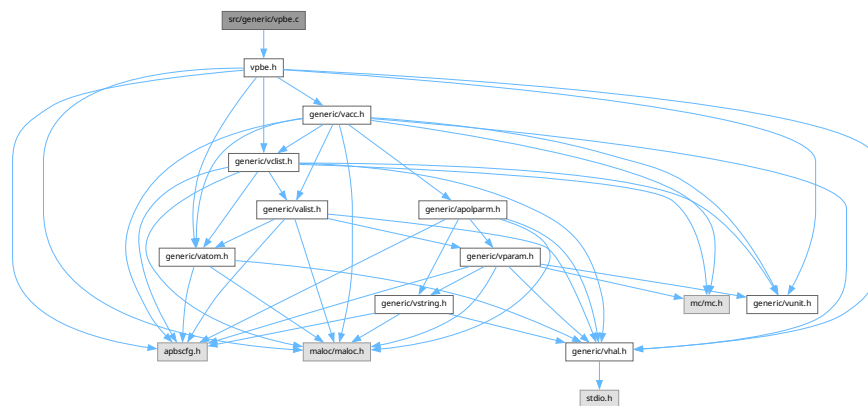 src/generic/vpbe.c
vpbe.h
generic/vacc.h
generic/vclist.h
generic/valist.h
generic/apolparm.h
generic/vatom.h
generic/vparam.h
generic/vstring.h
mc/mc.h
generic/vunit.h
apbscfg.h
maloc/maloc.h
generic/vhal.h
stdio.h